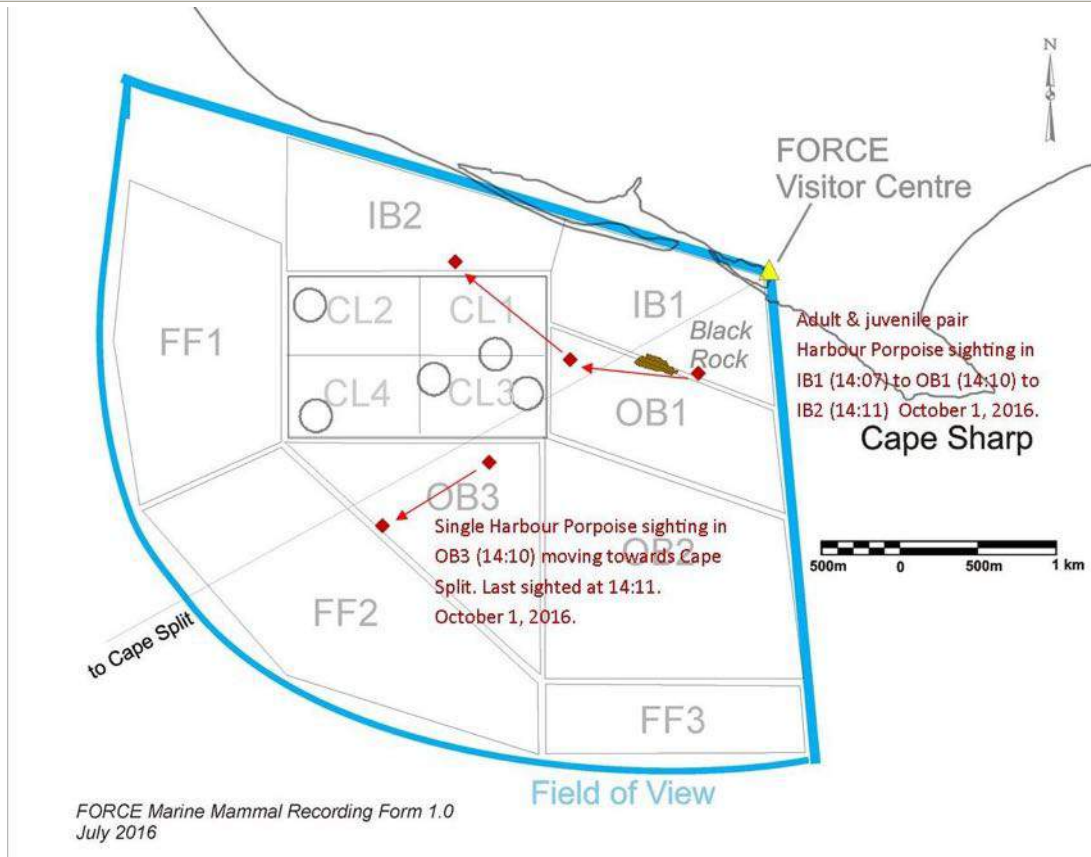 N
FORCE
Visitor Centre
IB2
CL2
CL1
IB1
FF1
Black
Rock
Adult & juvenile pair
Harbour Porpoise sighting in
IB1 (14:07) to OB1 (14:10) to
IB2 (14:11) October 1, 2016.
CL4
CL3
OB1
Cape Sharp
OB3
Single Harbour Porpoise sighting in
OB3 (14:10) moving towards Cape
Split. Last sighted at 14:11.
October 1, 2016.
OB2
500m 0 500m 1 km
FF2
to Cape Split
FF3
Field of View
FORCE Marine Mammal Recording Form 1.0
July 2016